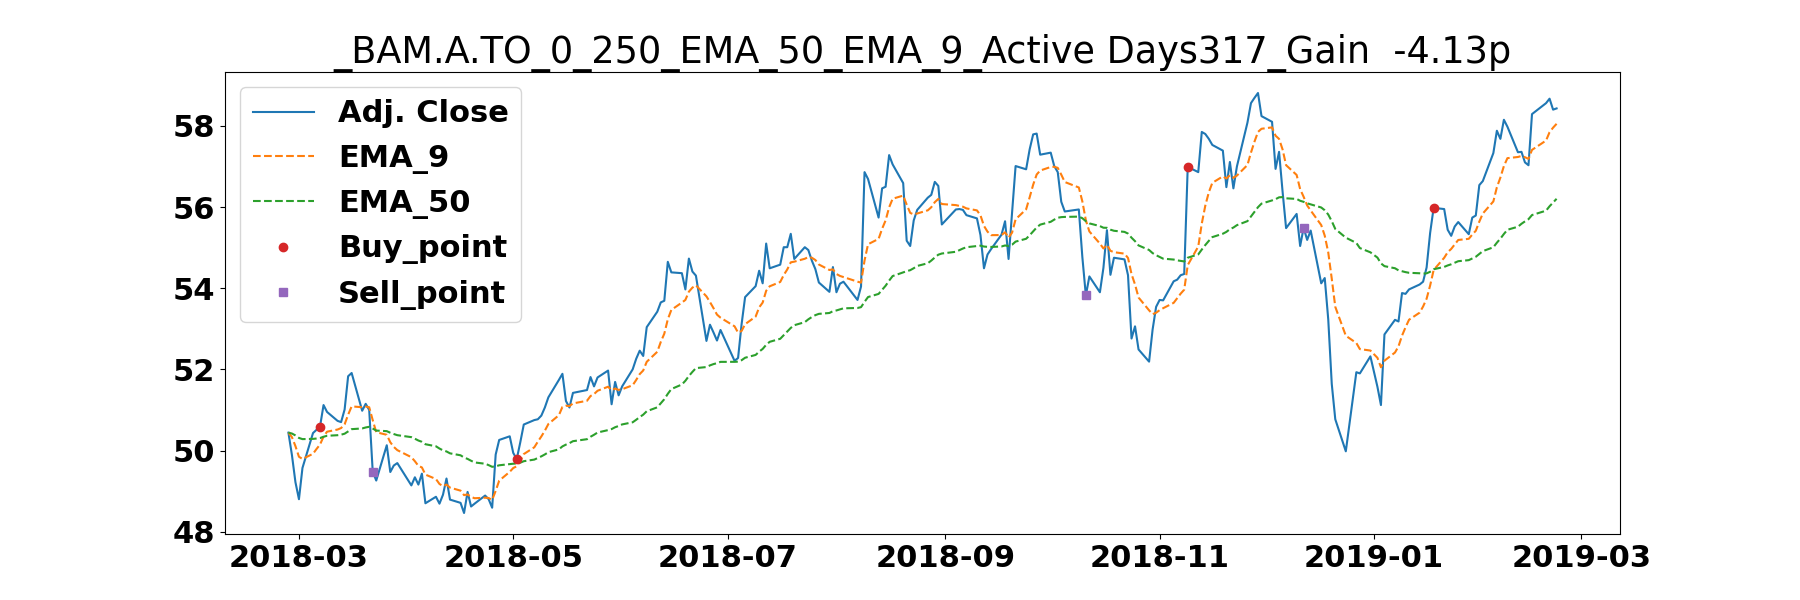 _BAM.A.TO_0_250_EMA_50_EMA_9_Active Days317_Gain  -4.13p
Adj. Close
EMA_9
EMA_50
Buy_point
Sell_point
58
56
54
52
50
48
2018-03 2018-05 2018-07 2018-09 2018-11 2019-01 2019-03